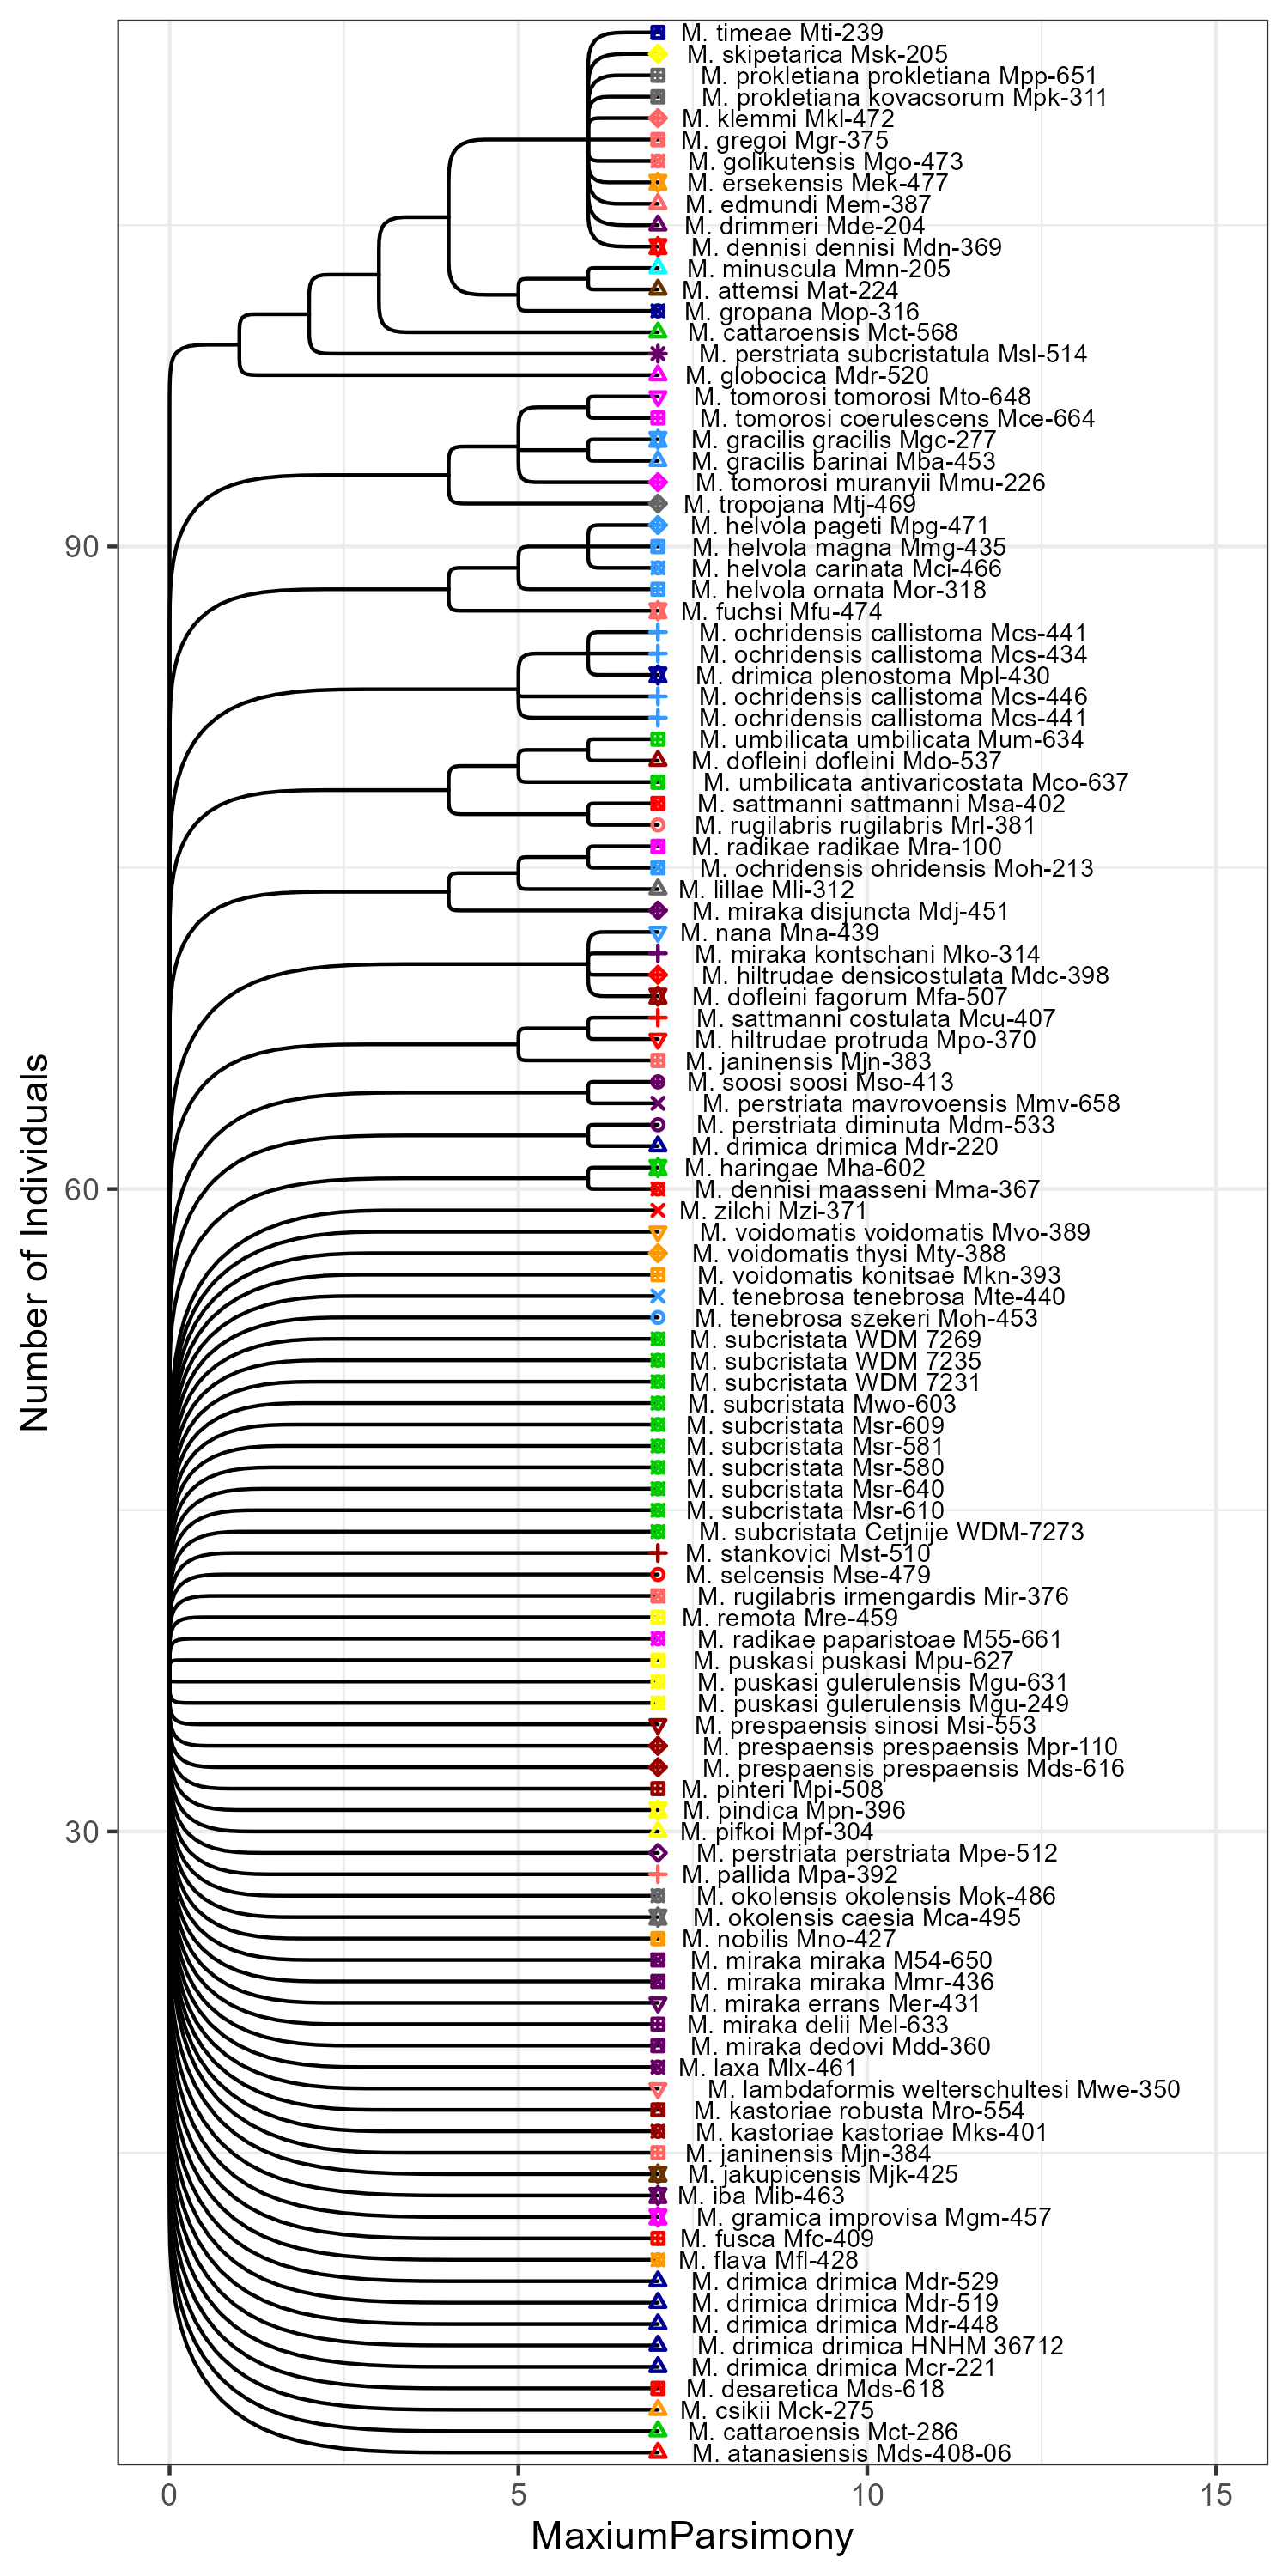 M. timeae Mti-239
M. skipetarica Msk-205
M. prokletiana prokletiana Mpp-651
M. prokletiana kovacsorum Mpk-311
M. klemmi Mkl-472
M. gregoi Mgr-375
M. golikutensis Mgo-473
M. ersekensis Mek-477
M. edmundi Mem-387
M. drimmeri Mde-204
M. dennisi dennisi Mdn-369
M. minuscula Mmn-205
M. attemsi Mat-224
M. gropana Mop-316
M. cattaroensis Mct-568
M. perstriata subcristatula Msl-514
M. globocica Mdr-520
M. tomorosi tomorosi Mto-648
M. tomorosi coerulescens Mce-664
M. gracilis gracilis Mgc-277
M. gracilis barinai Mba-453
M. tomorosi muranyii Mmu-226
M. tropojana Mtj-469
M. helvola pageti Mpg-471
90
M. helvola magna Mmg-435
M. helvola carinata Mci-466
M. helvola ornata Mor-318
M. fuchsi Mfu-474
M. ochridensis callistoma Mcs-441
M. ochridensis callistoma Mcs-434
M. drimica plenostoma Mpl-430
M. ochridensis callistoma Mcs-446
M. ochridensis callistoma Mcs-441
M. umbilicata umbilicata Mum-634
M. dofleini dofleini Mdo-537
M. umbilicata antivaricostata Mco-637
M. sattmanni sattmanni Msa-402
M. rugilabris rugilabris Mrl-381
M. radikae radikae Mra-100
M. ochridensis ohridensis Moh-213
M. lillae Mli-312
M. miraka disjuncta Mdj-451
M. nana Mna-439
M. miraka kontschani Mko-314
M. hiltrudae densicostulata Mdc-398
M. dofleini fagorum Mfa-507
M. sattmanni costulata Mcu-407
M. hiltrudae protruda Mpo-370
M. janinensis Mjn-383
M. soosi soosi Mso-413
M. perstriata mavrovoensis Mmv-658
M. perstriata diminuta Mdm-533
M. drimica drimica Mdr-220
M. haringae Mha-602
60
M. dennisi maasseni Mma-367
M. zilchi Mzi-371
M. voidomatis voidomatis Mvo-389
M. voidomatis thysi Mty-388
M. voidomatis konitsae Mkn-393
M. tenebrosa tenebrosa Mte-440
M. tenebrosa szekeri Moh-453
M. subcristata WDM 7269
M. subcristata WDM 7235
M. subcristata WDM 7231
M. subcristata Mwo-603
M. subcristata Msr-609
M. subcristata Msr-581
M. subcristata Msr-580
M. subcristata Msr-640
M. subcristata Msr-610
M. subcristata Cetjnije WDM-7273
M. stankovici Mst-510
M. selcensis Mse-479
M. rugilabris irmengardis Mir-376
M. remota Mre-459
M. radikae paparistoae M55-661
M. puskasi puskasi Mpu-627
M. puskasi gulerulensis Mgu-631
M. puskasi gulerulensis Mgu-249
M. prespaensis sinosi Msi-553
M. prespaensis prespaensis Mpr-110
M. prespaensis prespaensis Mds-616
M. pinteri Mpi-508
M. pindica Mpn-396
30
M. pifkoi Mpf-304
M. perstriata perstriata Mpe-512
M. pallida Mpa-392
M. okolensis okolensis Mok-486
M. okolensis caesia Mca-495
M. nobilis Mno-427
M. miraka miraka M54-650
M. miraka miraka Mmr-436
M. miraka errans Mer-431
M. miraka delii Mel-633
M. miraka dedovi Mdd-360
M. laxa Mlx-461
M. lambdaformis welterschultesi Mwe-350
M. kastoriae robusta Mro-554
M. kastoriae kastoriae Mks-401
M. janinensis Mjn-384
M. jakupicensis Mjk-425
M. iba Mib-463
M. gramica improvisa Mgm-457
M. fusca Mfc-409
M. flava Mfl-428
M. drimica drimica Mdr-529
M. drimica drimica Mdr-519
M. drimica drimica Mdr-448
M. drimica drimica HNHM 36712
M. drimica drimica Mcr-221
M. desaretica Mds-618
M. csikii Mck-275
M. cattaroensis Mct-286
M. atanasiensis Mds-408-06
0 5 10 15
MaxiumParsimony
Number of Individuals